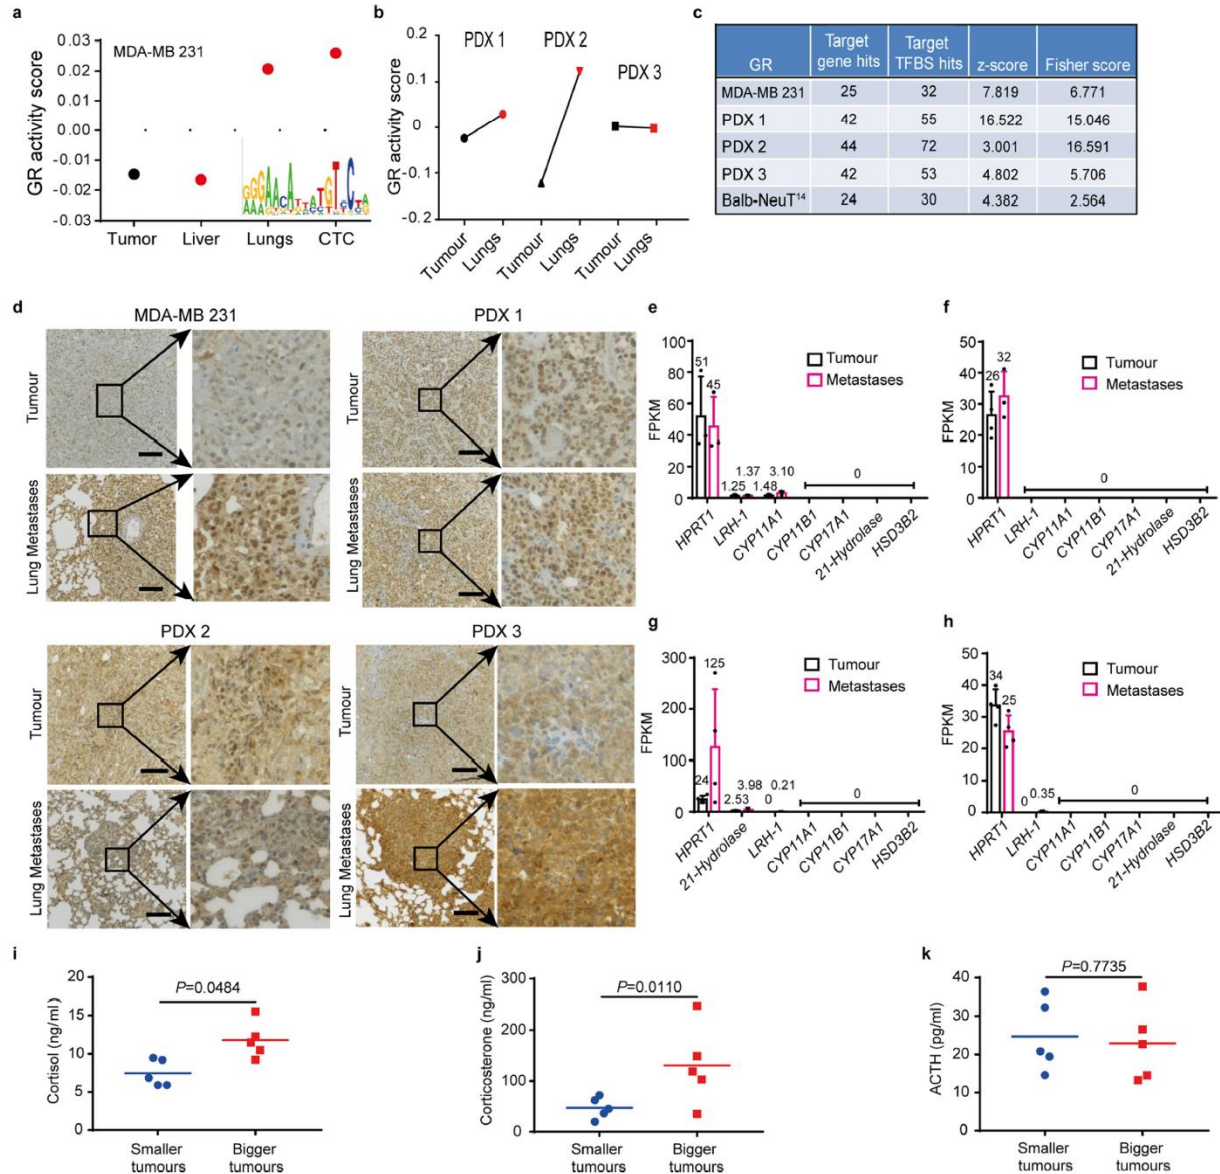 a
MDA-MB 231
GR activity score
0.03
0.02
0.01
0.00
-0.01
-0.02
-0.03
Tumor Liver Lungs CTC
b
PDX 1 PDX 2 PDX 3
GR activity score
0.2
0.1
0
-0.1
-0.2
Tumour Lungs Tumour Lungs Tumour Lungs
c
GR Target gene hits Target TFBS hits z-score Fisher score
MDA-MB 231 25 32 7.819 6.771
PDX 1 42 55 16.522 15.046
PDX 2 44 72 3.001 16.591
PDX 3 42 53 4.802 5.706
Balb-NeuT14 24 30 4.382 2.564
d
MDA-MB 231 PDX 1
Tumour Tumour
Lung Metastases Lung Metastases
PDX 2 PDX 3
Tumour Tumour
Lung Metastases Lung Metastases
e
Tumour
Metastases
FPKM
100
80
60
40
20
0
51 45 1.25 1.37 1.48 3.10 0
HPRT1 LRH-1 CYP11A1 CYP11B1 CYP17A1 21-Hydrolase HSD3B2
f
Tumour
Metastases
FPKM
50
40
30
20
10
0
26 32 0
HPRT1 LRH-1 CYP11A1 CYP11B1 CYP17A1 21-Hydrolase HSD3B2
g
Tumour
Metastases
FPKM
300
200
100
0
24 125 2.53 3.98 0 0.21 0
HPRT1 21-Hydrolase LRH-1 CYP11A1 CYP11B1 CYP17A1 HSD3B2
h
Tumour
Metastases
FPKM
50
40
30
20
10
0
34 25 0 0.35 0
HPRT1 LRH-1 CYP11A1 CYP11B1 CYP17A1 21-Hydrolase HSD3B2
i
P=0.0484
Cortisol (ng/ml)
20
15
10
5
0
Smaller tumours Bigger tumours
j
P=0.0110
Corticosterone (ng/ml)
300
200
100
0
Smaller tumours Bigger tumours
k
P=0.7735
ACTH (pg/ml)
40
30
20
10
0
Smaller tumours Bigger tumours